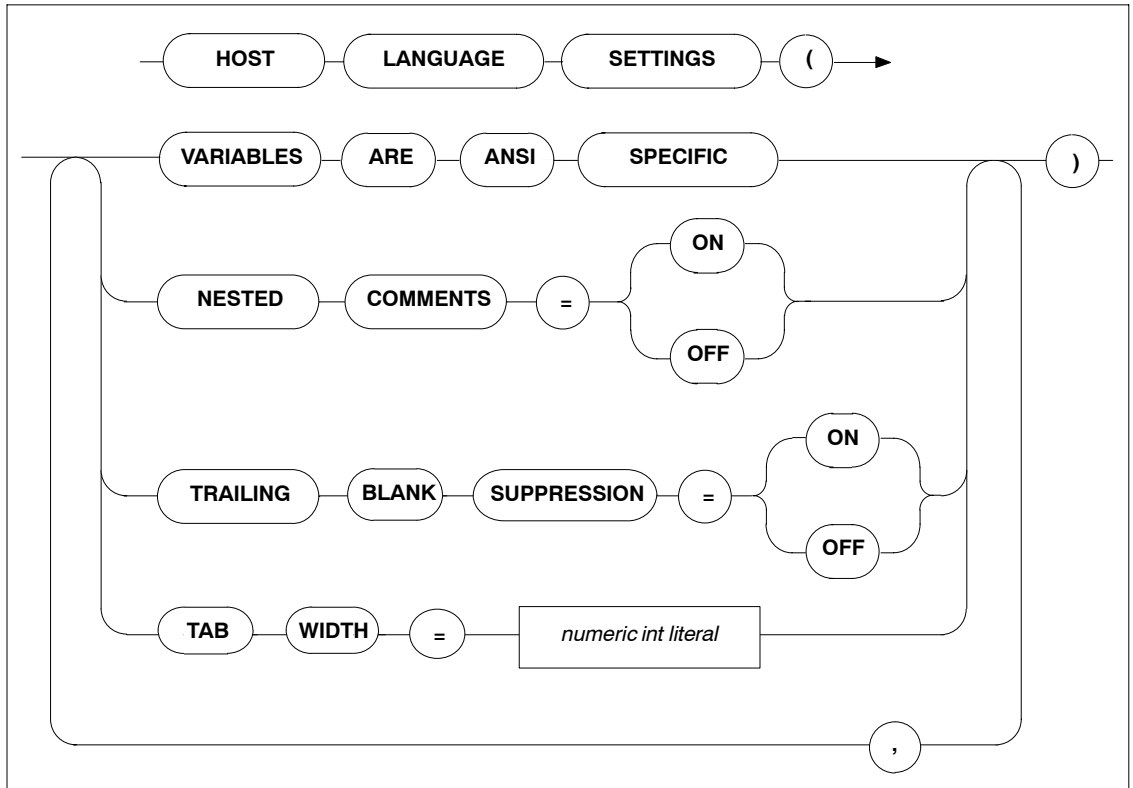 HOST LANGUAGE SETTINGS (
VARIABLES ARE ANSI SPECIFIC )
ON
NESTED COMMENTS =
OFF
ON
TRAILING BLANK SUPPRESSION =
OFF
TAB WIDTH = numeric int literal
,